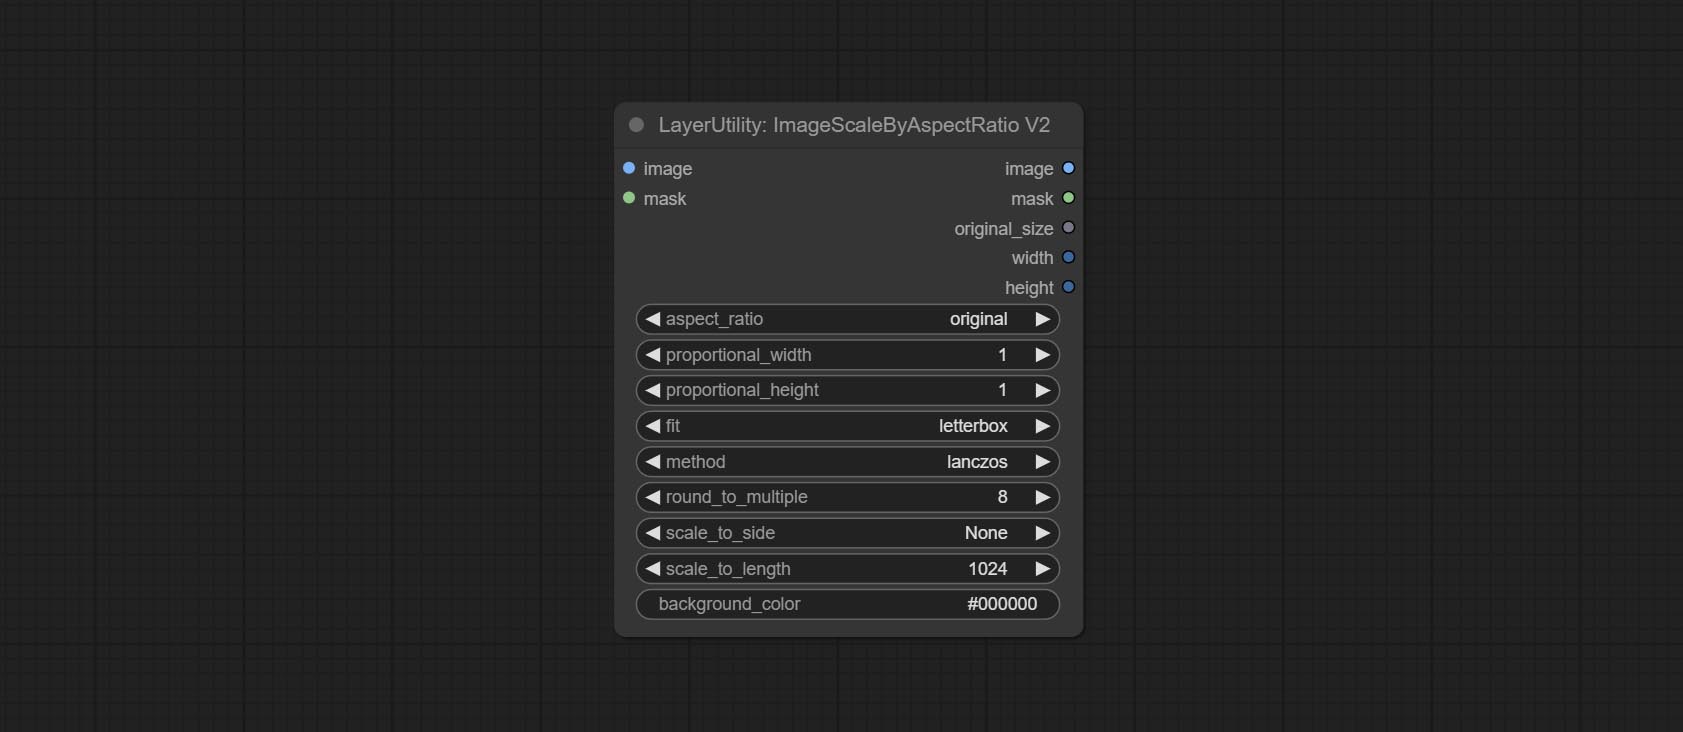 LayerUtility: ImageScaleByAspectRatio V2
image image
mask mask
original_size
width
height
aspect_ratio original
proportional_width 1
proportional_height 1
fit letterbox
method lanczos
round_to_multiple 8
scale_to_side None
scale_to_length 1024
background_color #000000